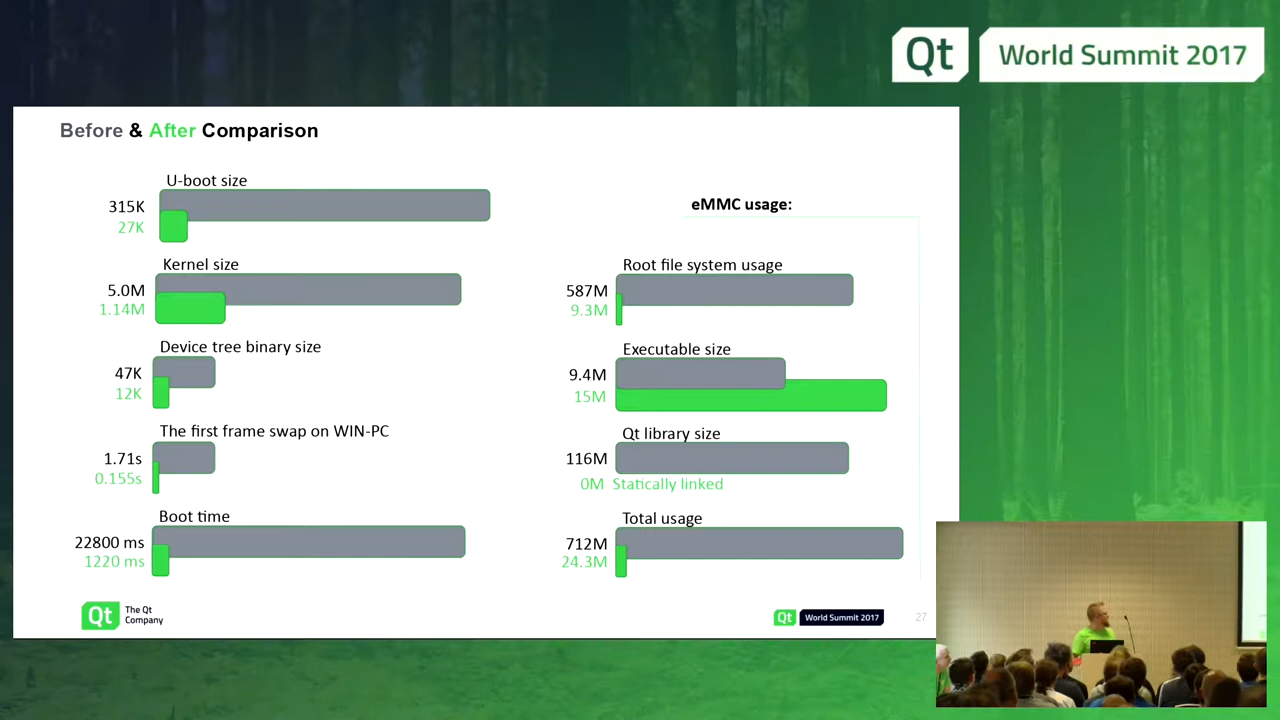 Qt World Summit 2017
Before & After Comparison
U-boot size
315K
27K
Kernel size
5.0M
1.14M
Device tree binary size
47K
12K
The first frame swap on WIN-PC
1.71s
0.155s
Boot time
22800 ms
1220 ms
eMMC usage:
Root file system usage
587M
9.3M
Executable size
9.4M
15M
Qt library size
116M
0M Statically linked
Total usage
712M
24.3M
Qt The Qt
Company
Qt World Summit 2017
27